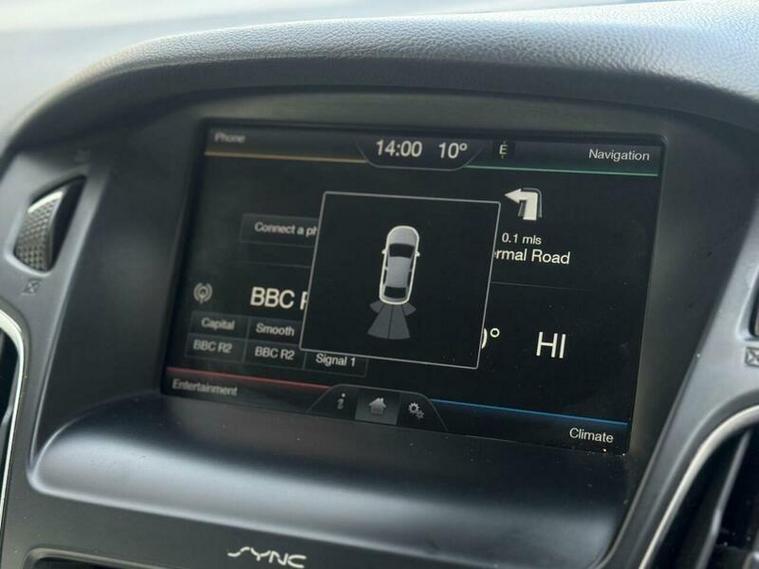 Phone
14:00 10°
Navigation
Connect a ph
0.1 mls
rmal Road
BBC R
Capital
Smooth
BBC R2
BBC R2
Signal 1
HI
Entertainment
Climate
SYNC